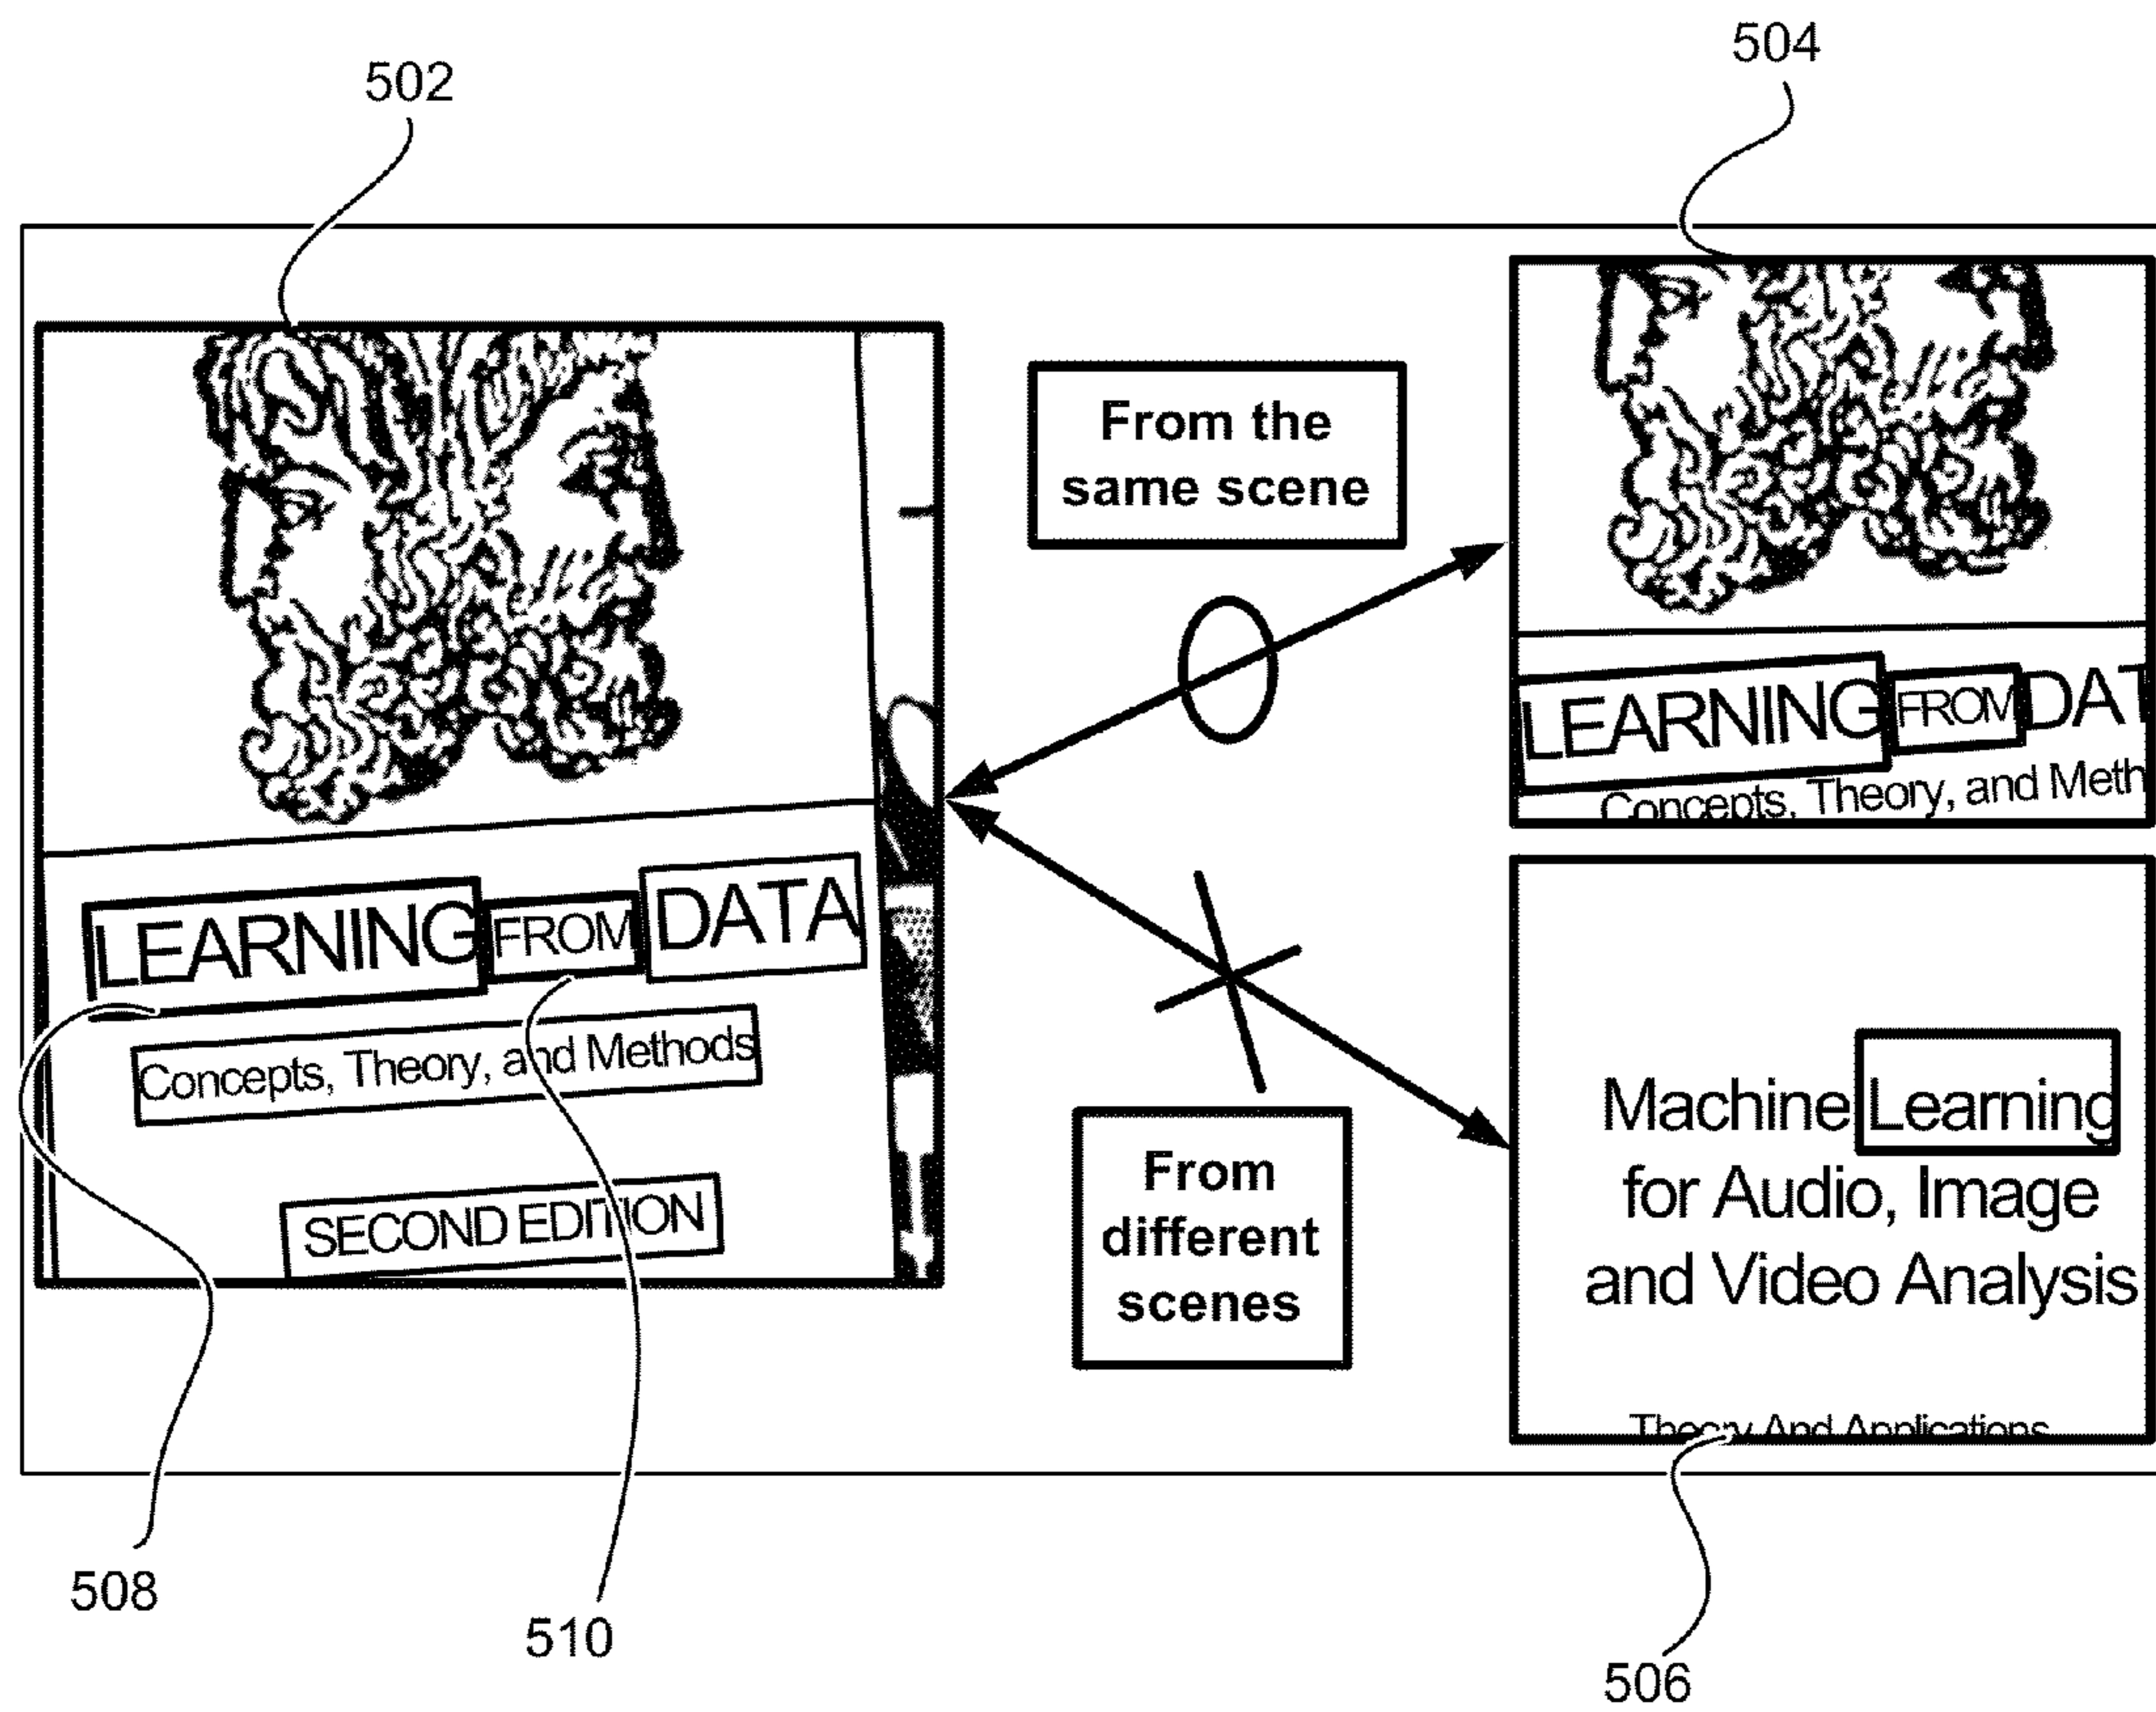 502
504
From the
same scene
LEARNING FROM DAT
Concepts, Theory, and Meth
LEARNING FROM DATA
Concepts, Theory, and Methods
SECOND EDITION
From
different
scenes
Machine Learning
for Audio, Image
and Video Analysis
Theory And Applications
508
510
506